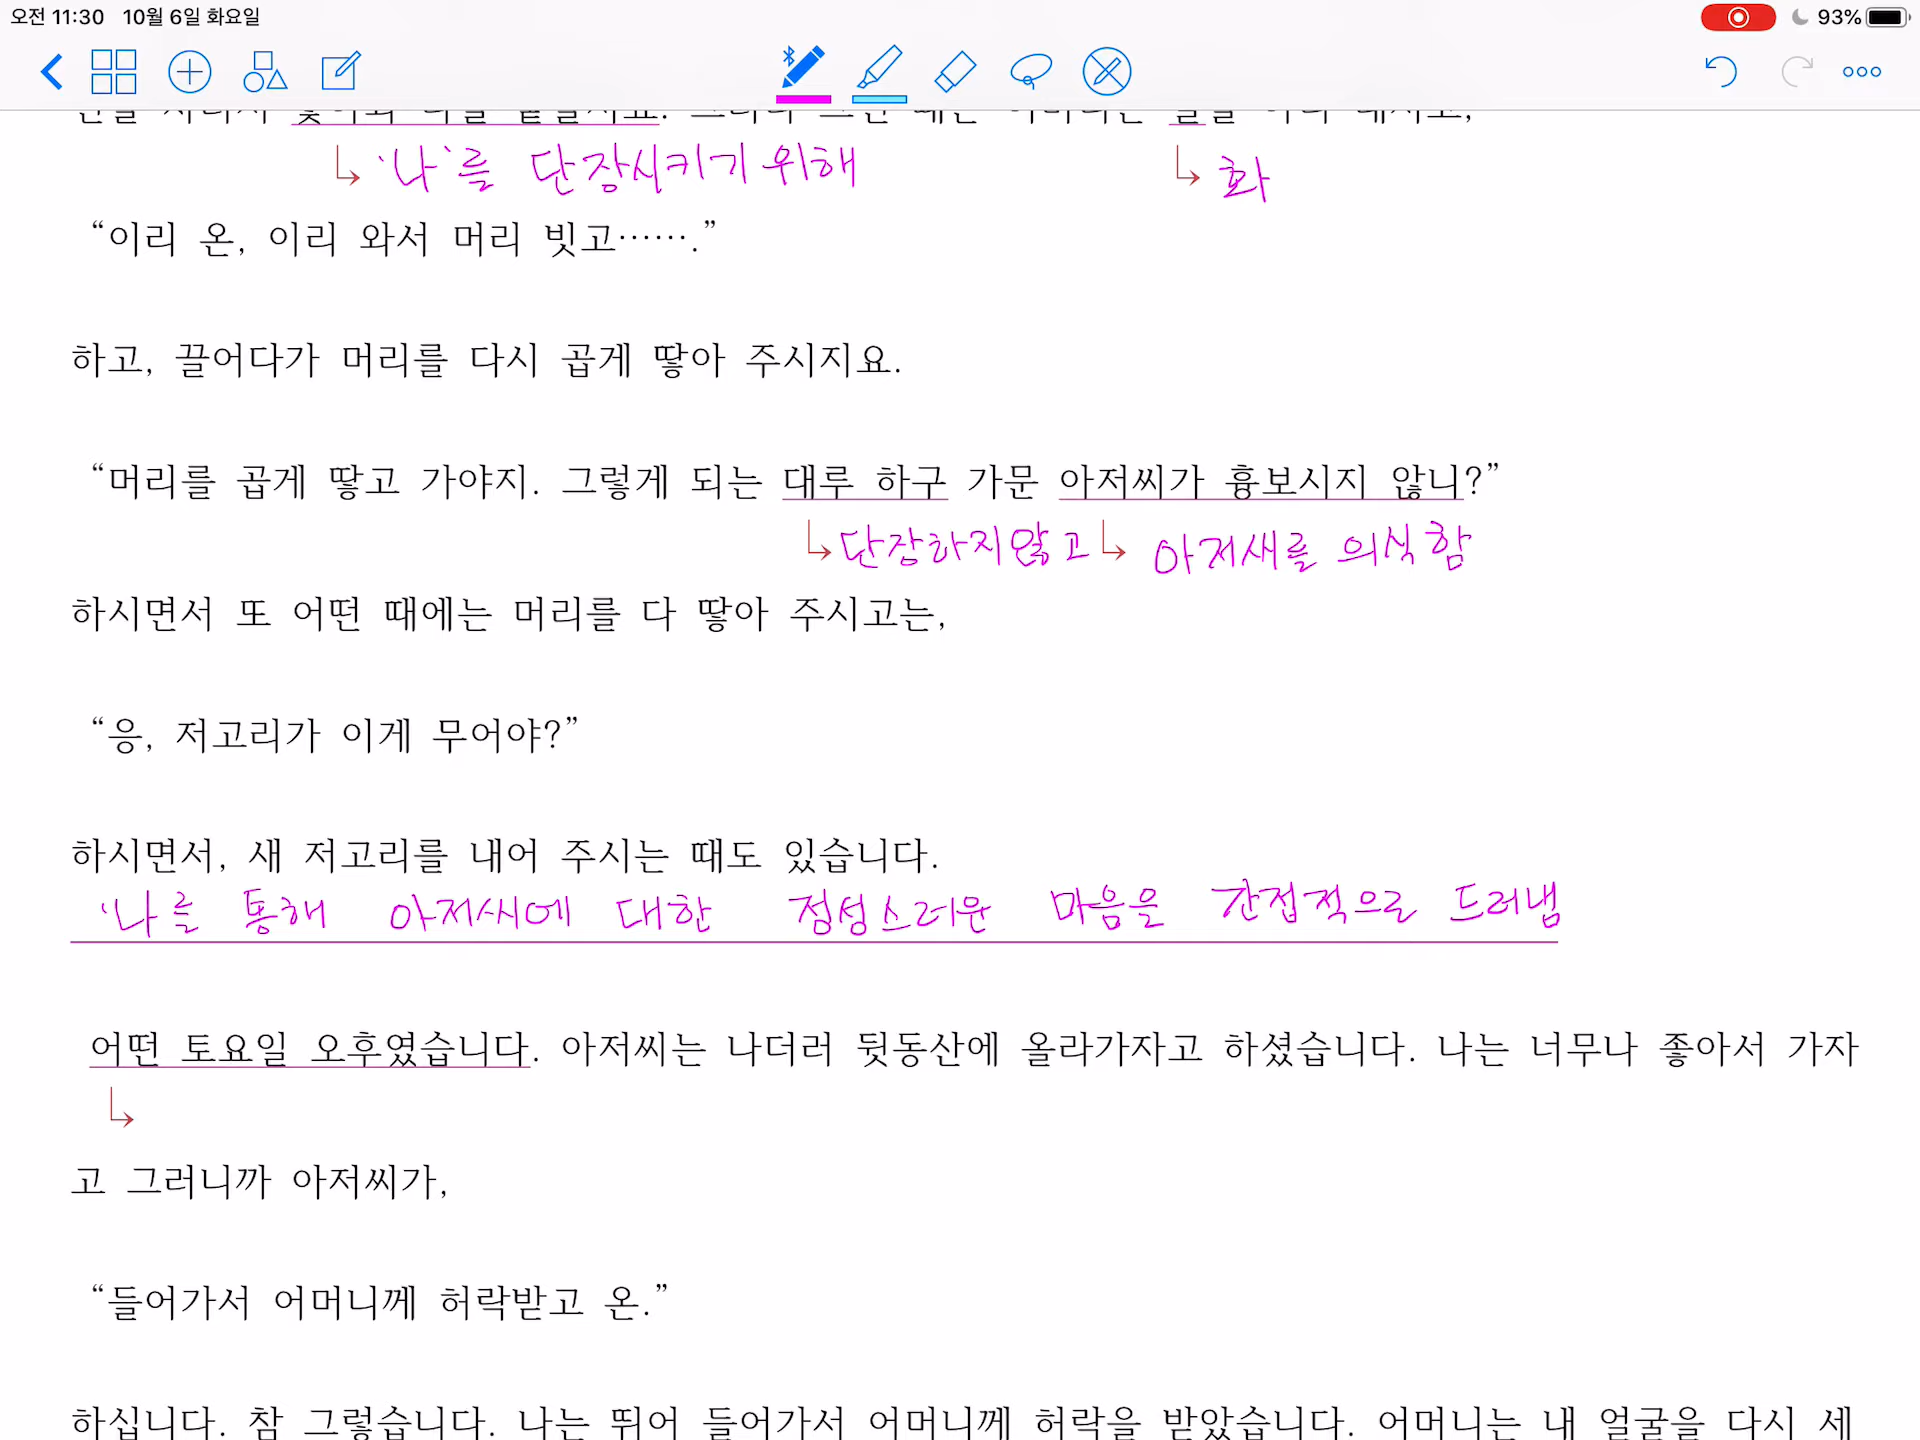 오전 11:30 10월 6일 화요일 93%
‘나’를 단장시키기 위해 화
“이리 온, 이리 와서 머리 빗고…….”
하고, 끌어다가 머리를 다시 곱게 땋아 주시지요.
“머리를 곱게 땋고 가야지. 그렇게 되는 대루 하구 가문 아저씨가 흉보시지 않니?”
단장하지 않고 아저새를 의식함
하시면서 또 어떤 때에는 머리를 다 땋아 주시고는,
“응, 저고리가 이게 무어야?”
하시면서, 새 저고리를 내어 주시는 때도 있습니다.
‘나를 통해 아저씨에 대한 정성스러운 마음을 간접적으로 드러냄
어떤 토요일 오후였습니다. 아저씨는 나더러 뒷동산에 올라가자고 하셨습니다. 나는 너무나 좋아서 가자
고 그러니까 아저씨가,
“들어가서 어머니께 허락받고 온.”
하십니다. 참 그렇습니다. 나는 뛰어 들어가서 어머니께 허락을 받았습니다. 어머니는 내 얼굴을 다시 세